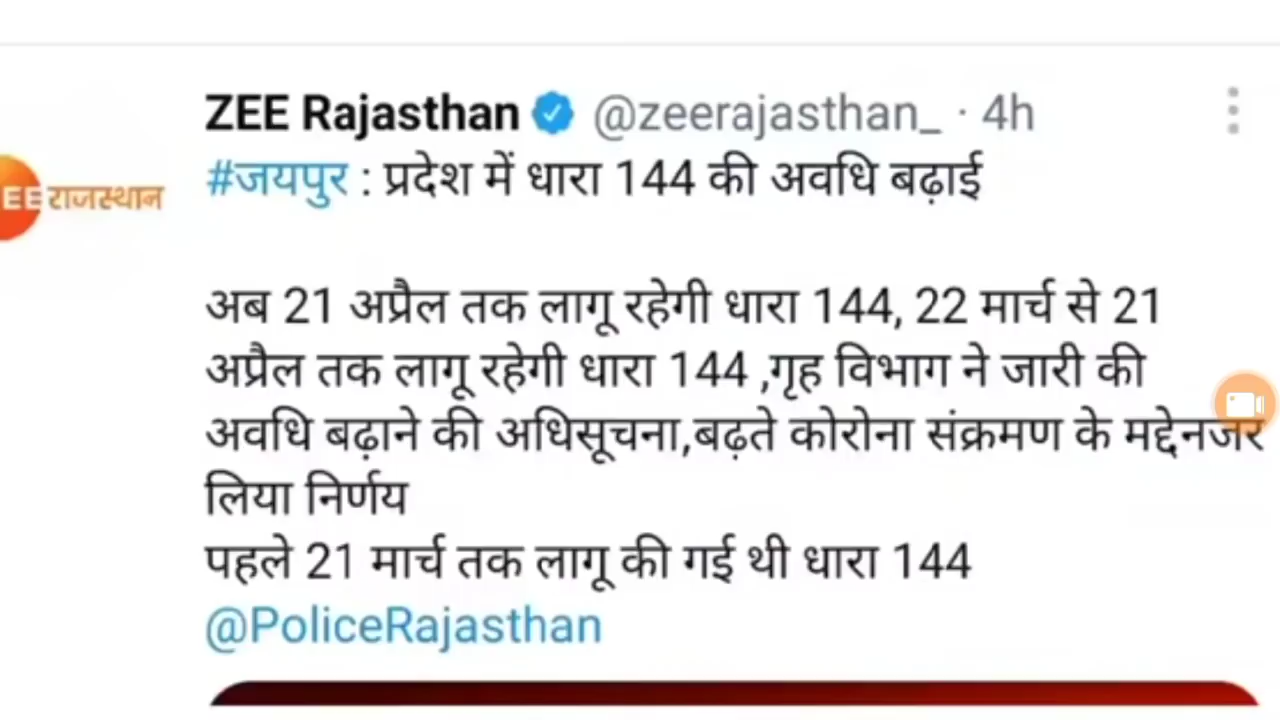 ZEE Rajasthan @zeerajasthan_ · 4h
#जयपुर : प्रदेश में धारा 144 की अवधि बढ़ाई
EE राजस्थान
अब 21 अप्रैल तक लागू रहेगी धारा 144, 22 मार्च से 21
अप्रैल तक लागू रहेगी धारा 144 ,गृह विभाग ने जारी की
अवधि बढ़ाने की अधिसूचना,बढ़ते कोरोना संक्रमण के मद्देनजर
लिया निर्णय
पहले 21 मार्च तक लागू की गई थी धारा 144
@PoliceRajasthan